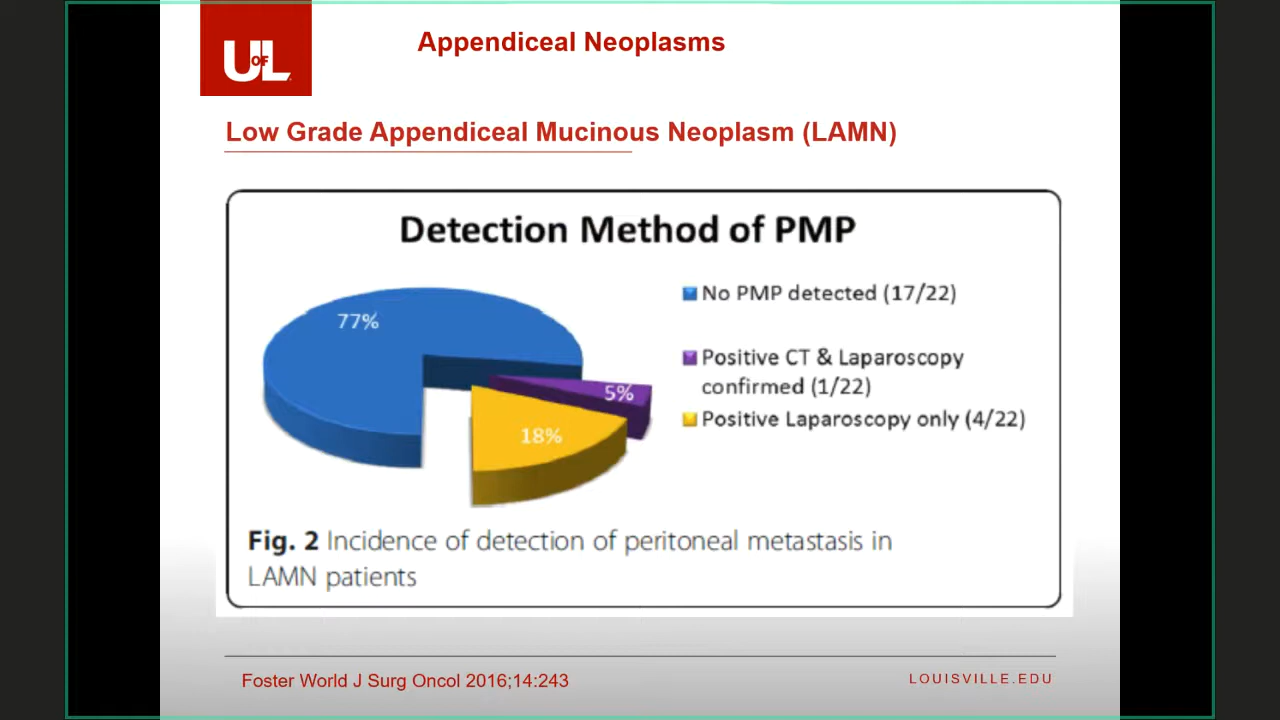 UofL
Appendiceal Neoplasms
Low Grade Appendiceal Mucinous Neoplasm (LAMN)
Detection Method of PMP
77%
5%
18%
No PMP detected (17/22)
Positive CT & Laparoscopy
confirmed (1/22)
Positive Laparoscopy only (4/22)
Fig. 2 Incidence of detection of peritoneal metastasis in
LAMN patients
Foster World J Surg Oncol 2016;14:243
LOUISVILLE.EDU